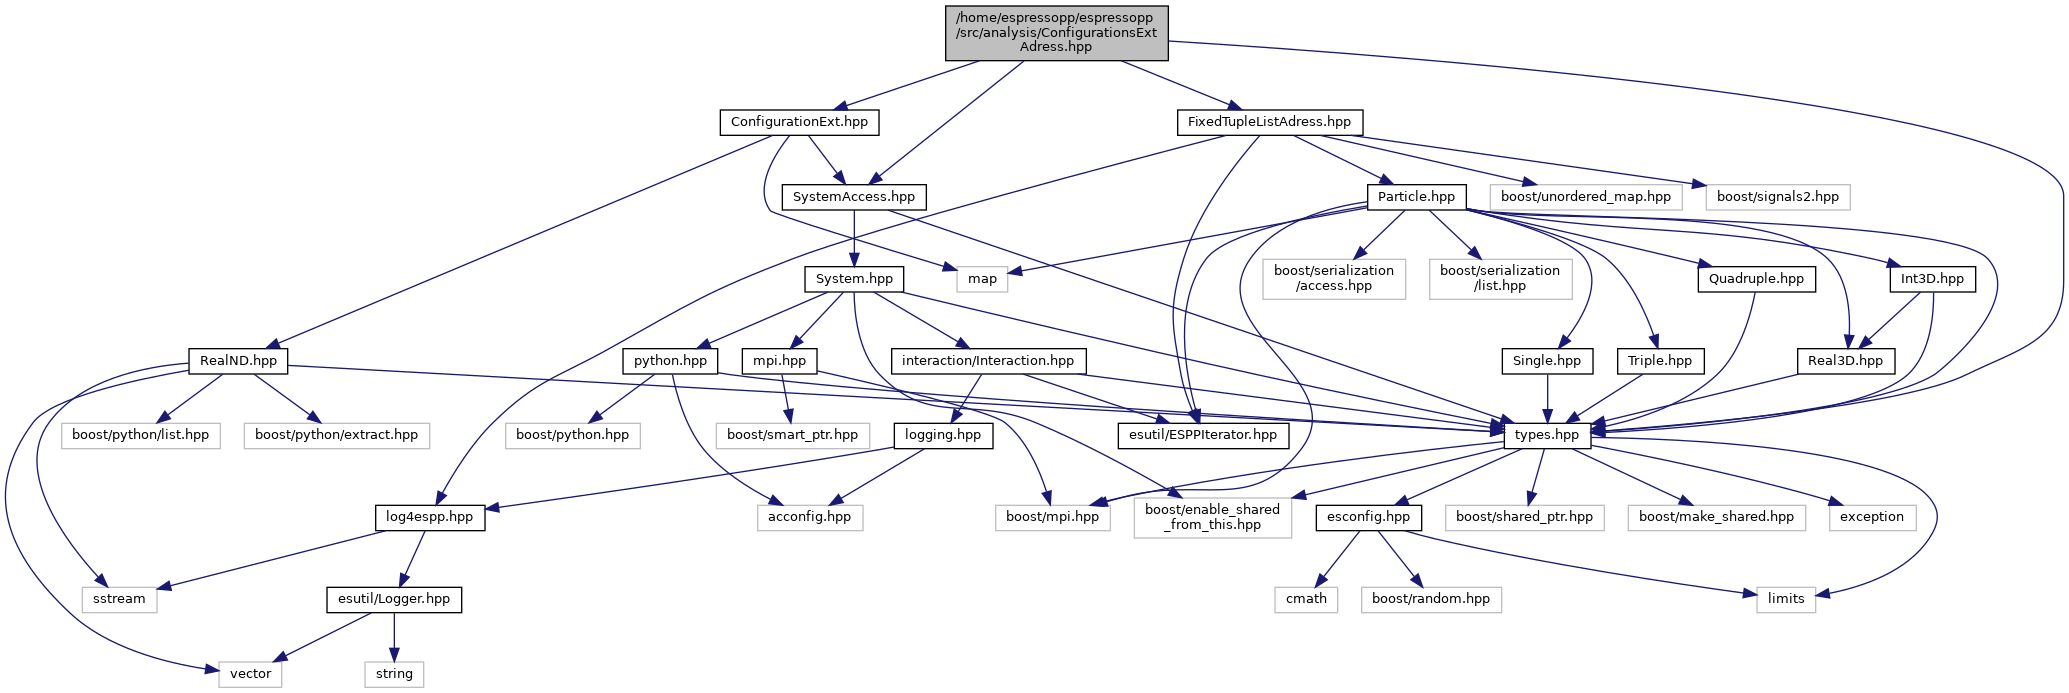 /home/espressopp/espressopp
/src/analysis/ConfigurationsExt
Adress.hpp
ConfigurationExt.hpp
FixedTupleListAdress.hpp
SystemAccess.hpp
Particle.hpp
boost/unordered_map.hpp
boost/signals2.hpp
System.hpp
map
boost/serialization
/access.hpp
boost/serialization
/list.hpp
Quadruple.hpp
Int3D.hpp
RealND.hpp
python.hpp
mpi.hpp
interaction/Interaction.hpp
Single.hpp
Triple.hpp
Real3D.hpp
boost/python/list.hpp
boost/python/extract.hpp
boost/python.hpp
boost/smart_ptr.hpp
logging.hpp
esutil/ESPPIterator.hpp
types.hpp
log4espp.hpp
acconfig.hpp
boost/mpi.hpp
boost/enable_shared
_from_this.hpp
esconfig.hpp
boost/shared_ptr.hpp
boost/make_shared.hpp
exception
sstream
esutil/Logger.hpp
cmath
boost/random.hpp
limits
vector
string